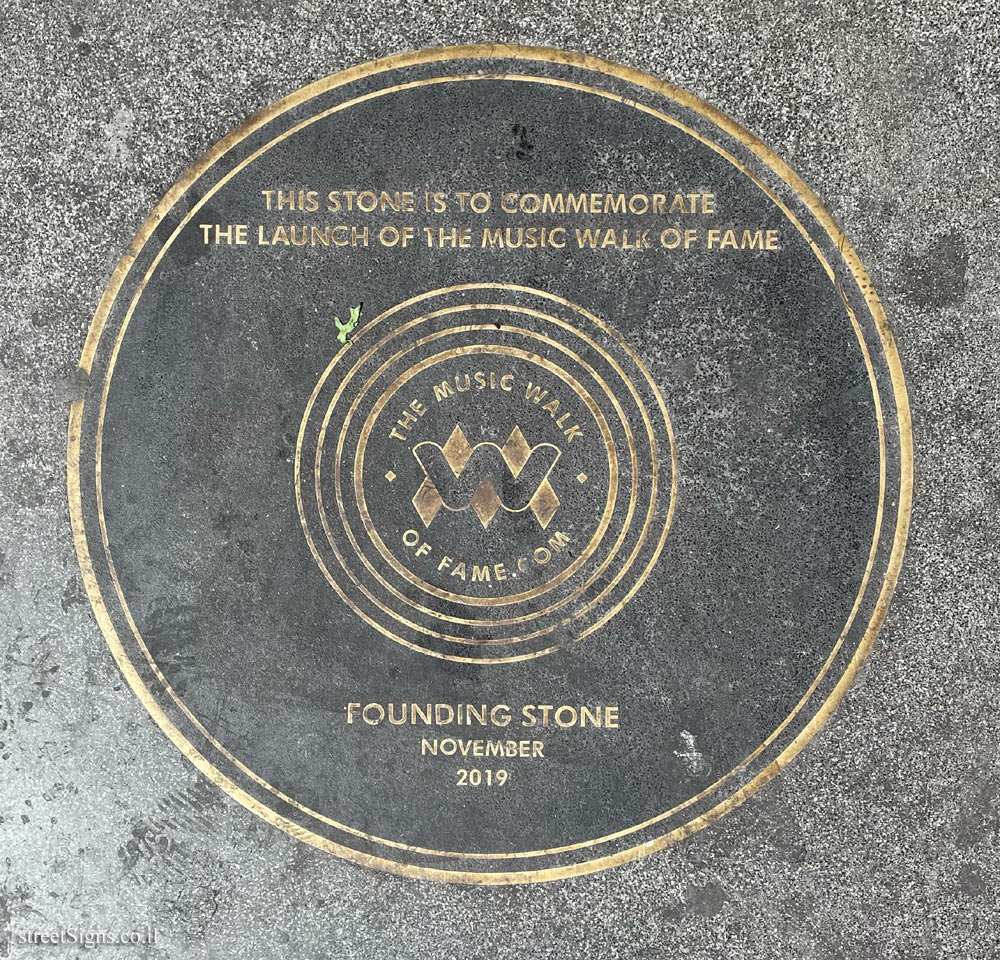 THIS STONE IS TO COMMEMORATE
THE LAUNCH OF THE MUSIC WALK OF FAME
THE MUSIC WALK
OF FAME.COM
FOUNDING STONE
NOVEMBER
2019
streetSigns.co.il